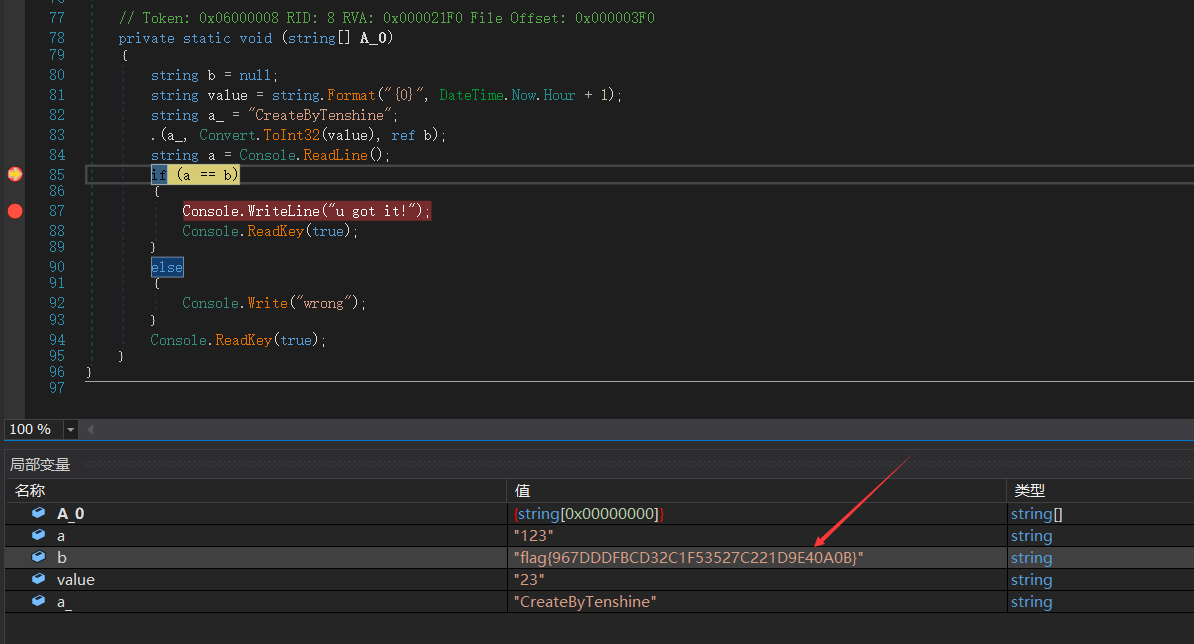 77 // Token: 0x06000008 RID: 8 RVA: 0x000021F0 File Offset: 0x000003F0
78 private static void (string[] A_0)
79 {
80 string b = null;
81 string value = string.Format("{0}", DateTime.Now.Hour + 1);
82 string a_ = "CreateByTenshine";
83 .(a_, Convert.ToInt32(value), ref b);
84 string a = Console.ReadLine();
85 if (a == b)
86 {
87 Console.WriteLine("u got it!");
88 Console.ReadKey(true);
89 }
90 else
91 {
92 Console.Write("wrong");
93 }
94 Console.ReadKey(true);
95 }
96 }
97
100 %
局部变量
名称 值 类型
A_0 {string[0x00000000]} string[]
a "123" string
b "flag{967DDDFBCD32C1F53527C221D9E40A0B}" string
value "23" string
a_ "CreateByTenshine" string